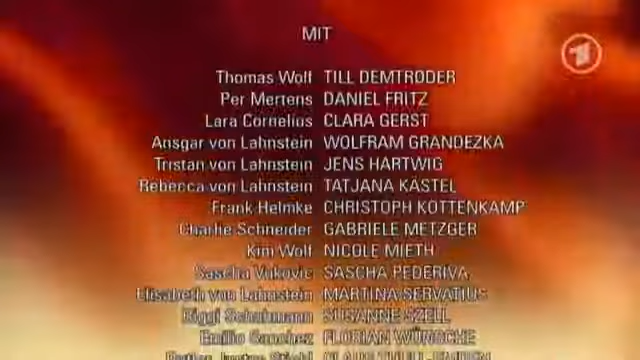 MIT
1
Thomas Wolf TILL DEMTRØDER
Per Mertens DANIEL FRITZ
Lara Cornelius CLARA GERST
Ansgar von Lahnstein WOLFRAM GRANDEZKA
Tristan von Lahnstein JENS HARTWIG
Rebecca von Lahnstein TATJANA KÄSTEL
Frank Helmke CHRISTOPH KOTTENKAMP
Charlie Schneider GABRIELE METZGER
Kim Wolf NICOLE MIETH
Sascha Vukovic SASCHA PEDERIVA
Elisabeth von Lahnstein MARTINA SERVATIUS
SUSANNE SZELL
Emilio Sanchez FLORIAN WÜNSCHE